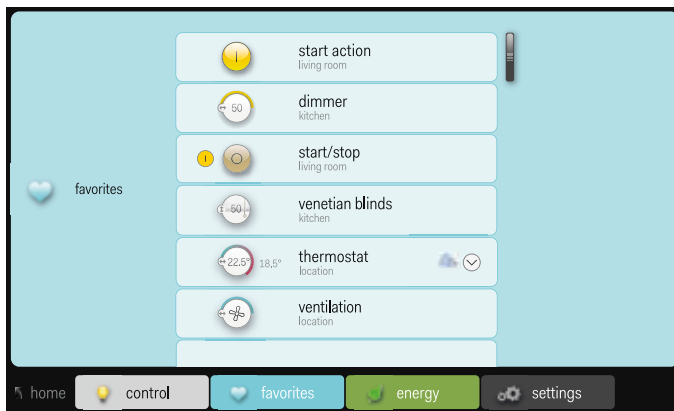 start action
living room
50
dimmer
kitchen
start/stop
living room
favorites
50
venetian blinds
kitchen
22.5°
18,5°
thermostat
location
ventilation
location
home
control
favorites
energy
settings